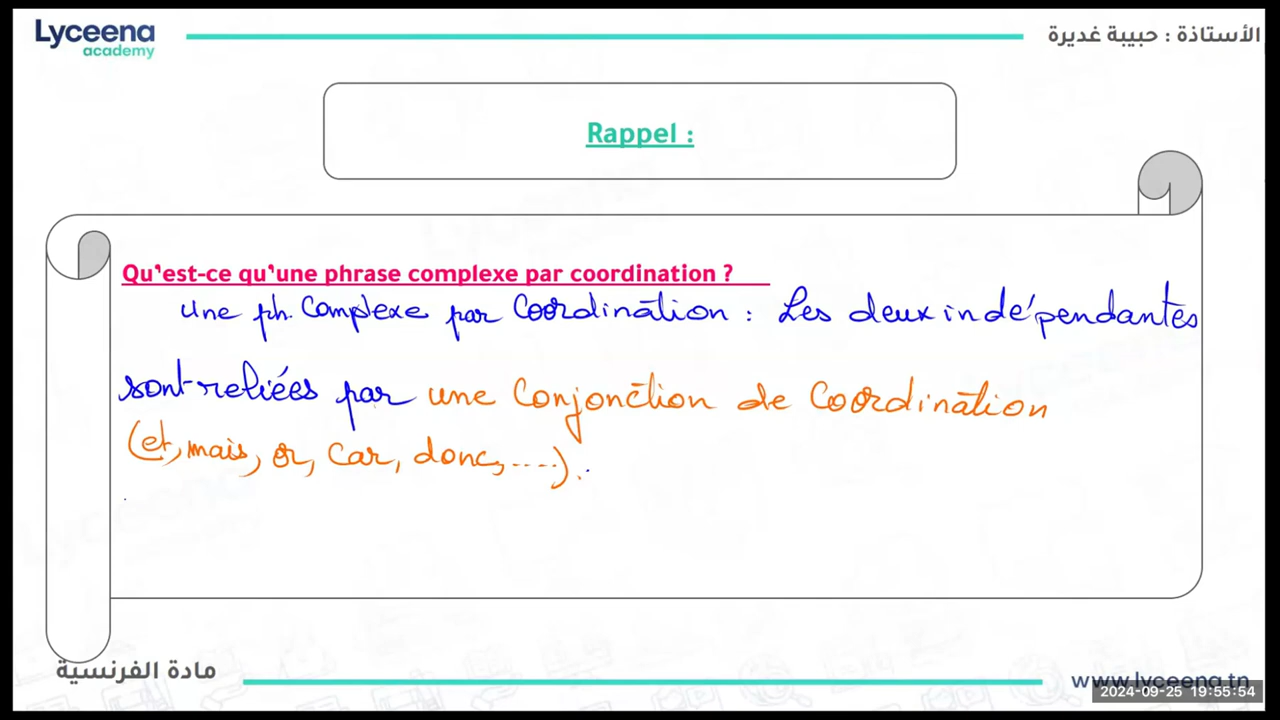 Lyceena
academy
الأستاذة : حبيبة غديرة
Rappel :
Qu'est-ce qu'une phrase complexe par coordination ?
Une ph. Complexe par Coordination : Les deux indépendantes
sont reliées par une Conjonction de Coordination
(et, mais, or, car, donc, ....).
مادة الفرنسية
www.lyceena.tn
2024-09-25 19:55:54